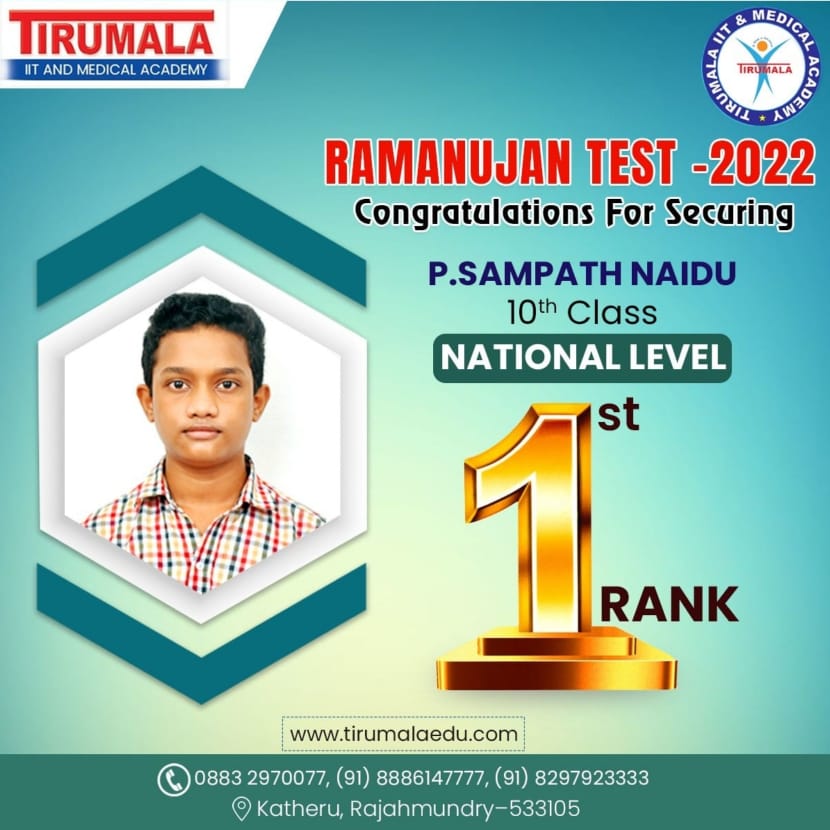 TIRUMALA
IIT AND MEDICAL ACADEMY
TIRUMALA IIT & MEDICAL ACADEMY
TIRUMALA
RAMANUJAN TEST -2022
Congratulations For Securing
P.SAMPATH NAIDU
10th Class
NATIONAL LEVEL
1st
RANK
www.tirumalaedu.com
0883 2970077, (91) 8886147777, (91) 8297923333
Katheru, Rajahmundry–533105